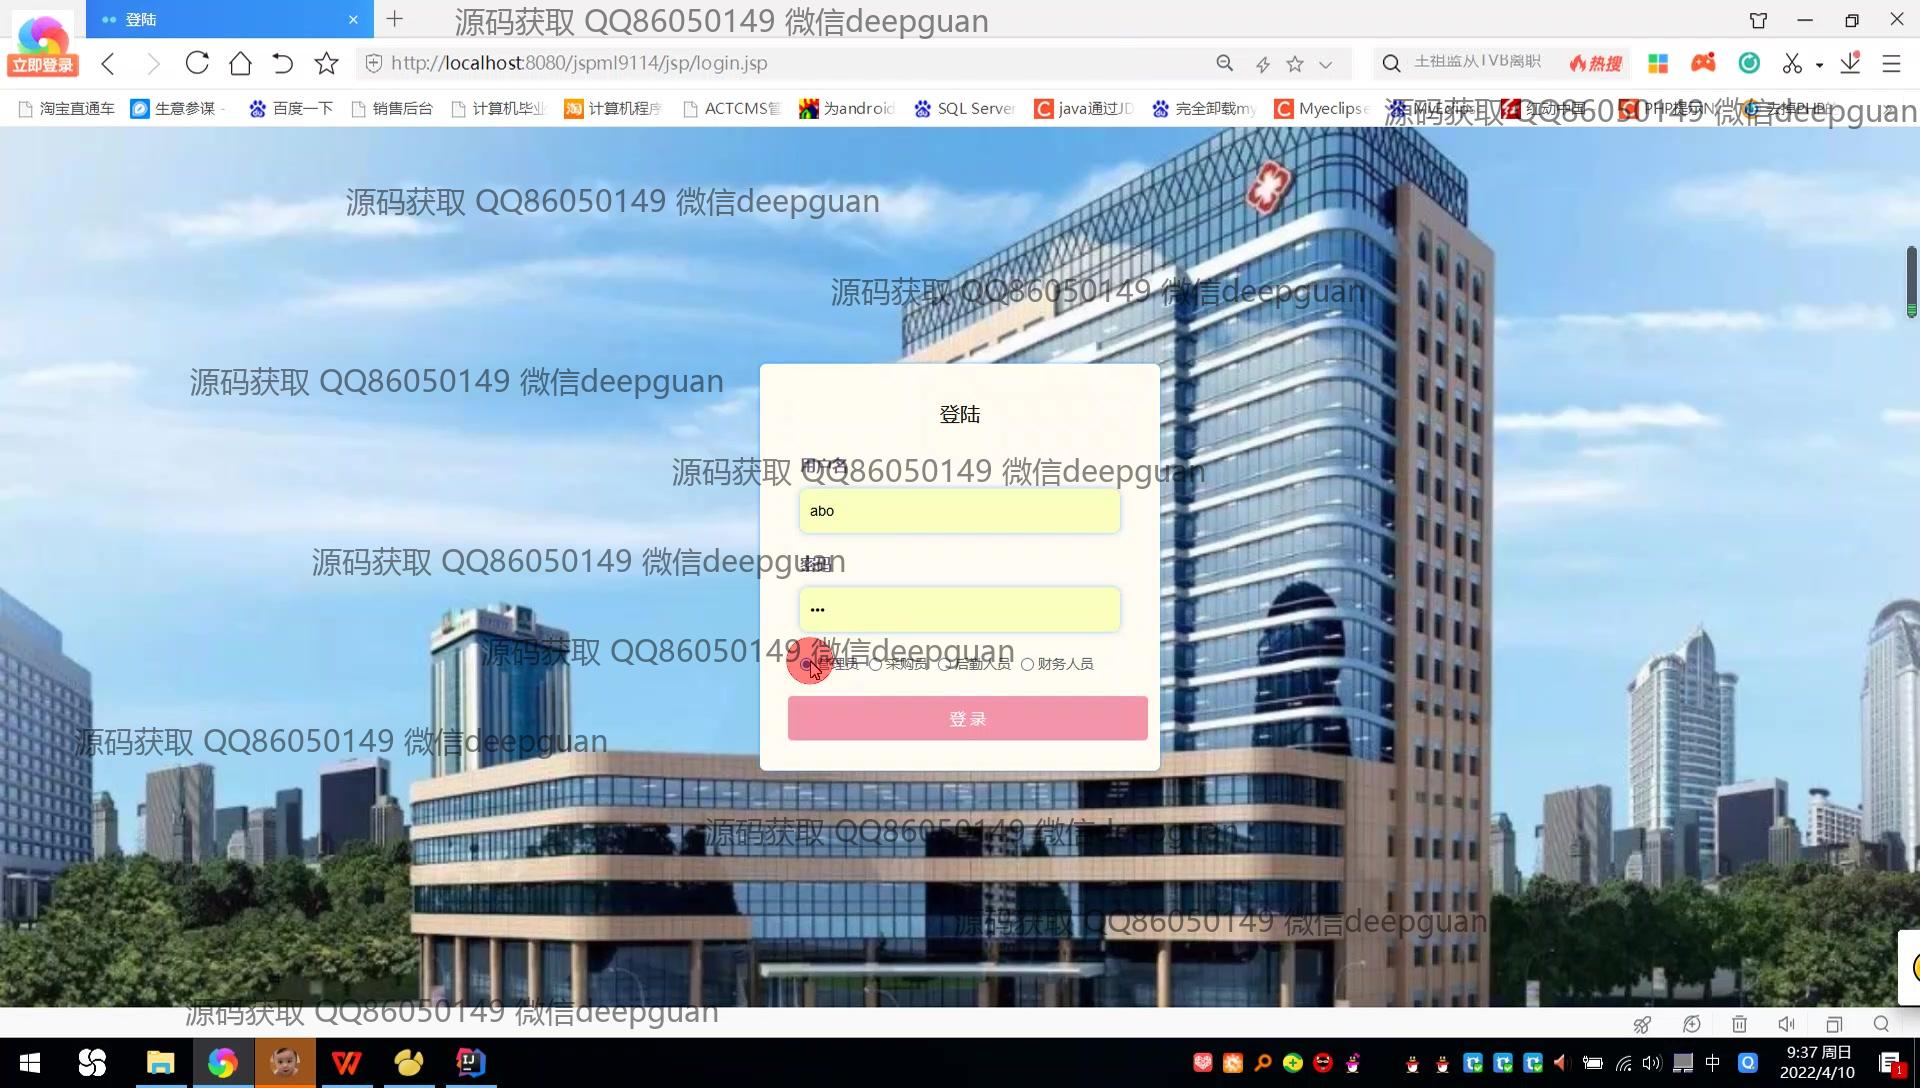 登陆
源码获取 QQ86050149 微信deepguan
立即登录
http://localhost:8080/jspml9114/jsp/login.jsp
王祖蓝从TVB离职
热搜
淘宝直通车
生意参谌 -
百度一下
销售后台
计算机毕业
计算机程序
ACTCMS管
为android
SQL Server
java通过JD
完全卸载my
Myeclipse
源码获取 QQ86050149 微信deepguan
源码获取 QQ86050149 微信deepguan
源码获取 QQ86050149 微信deepguan
源码获取 QQ86050149 微信deepguan
登陆
用户名
源码获取 QQ86050149 微信deepguan
abo
源码获取 QQ86050149 微信deepguan
密码
源码获取 QQ86050149 微信deepguan
管理员
采购员
后勤人员
财务人员
登录
源码获取 QQ86050149 微信deepguan
源码获取 QQ86050149 微信deepguan
源码获取 QQ86050149 微信deepguan
源码获取 QQ86050149 微信deepguan
中
9:37 周日
2022/4/10
1